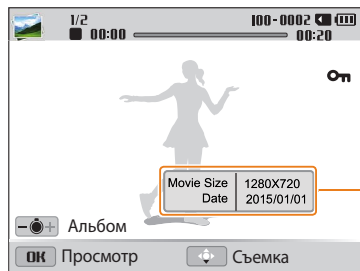 1/2 100-0002
00:00 00:20
Movie Size 1280X720
Date 2015/01/01
Альбом
OK Просмотр Съемка